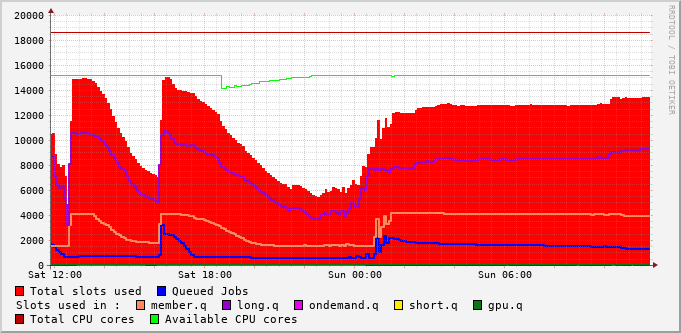 20000
18000
16000
14000
12000
10000
8000
6000
4000
2000
0
Sat 12:00 Sat 18:00 Sun 00:00 Sun 06:00
Total slots used Queued Jobs
Slots used in : member.q long.q ondemand.q short.q gpu.q
Total CPU cores Available CPU cores
RRDTOOL / TOBI OETIKER